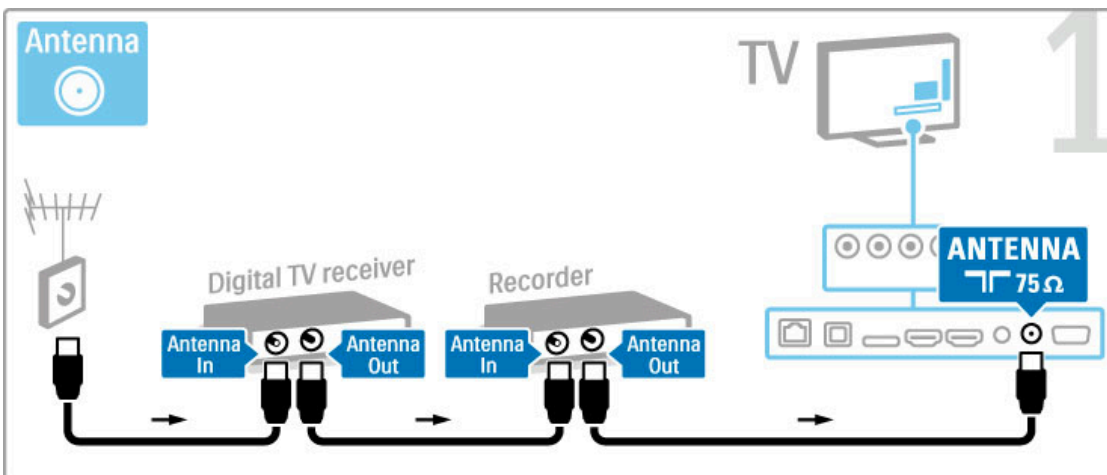 Antenna
TV
1
ANTENNA
75 Ω
Digital TV receiver
Recorder
Antenna
In
Antenna
Out
Antenna
In
Antenna
Out